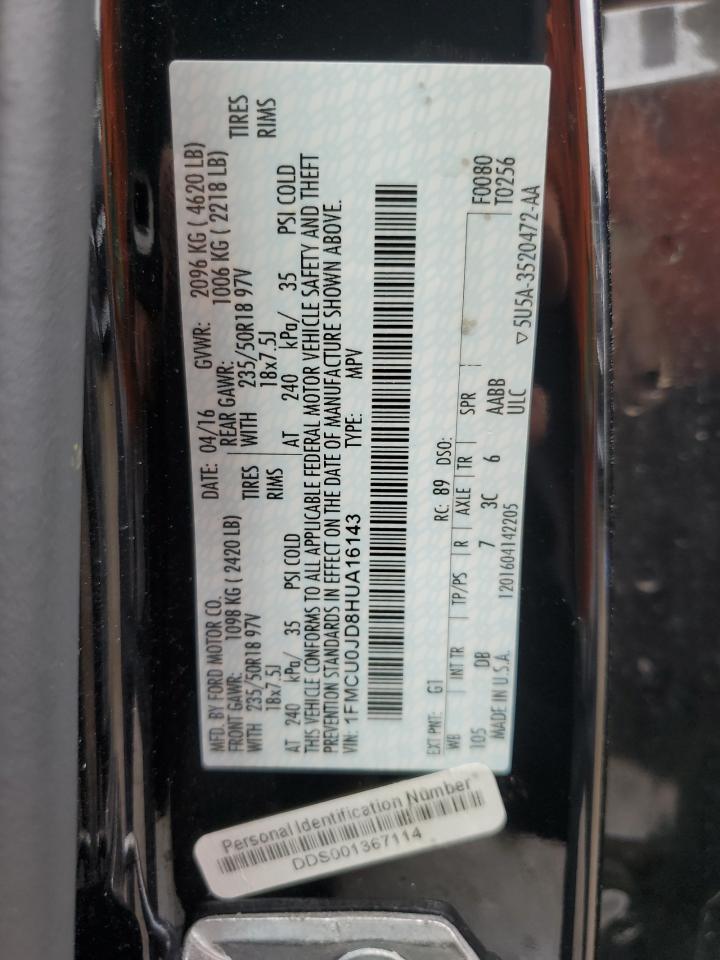 MFD. BY FORD MOTOR CO.
DATE: 04/16 GVWR: 2096 KG ( 4620 LB)
FRONT GAWR: 1098 KG ( 2420 LB) REAR GAWR: 1006 KG ( 2218 LB)
WITH 235/50R18 97V TIRES WITH 235/50R18 97V TIRES
18x7.5J RIMS 18x7.5J RIMS
AT 240 kPa/ 35 PSI COLD AT 240 kPa/ 35 PSI COLD
THIS VEHICLE CONFORMS TO ALL APPLICABLE FEDERAL MOTOR VEHICLE SAFETY AND THEFT
PREVENTION STANDARDS IN EFFECT ON THE DATE OF MANUFACTURE SHOWN ABOVE.
VIN: 1FMCU0JD8HUA16143 TYPE: MPV
EXT PNT: G1 RC: 89 DSO:
WB INT TR TP/PS R AXLE TR SPR F0080
105 DB 7 3C 6 AABB T0256
MADE IN U.S.A. 1201604142205 ULC
▽5U5A-3520472-AA
Personal Identification Number
DDS001367114